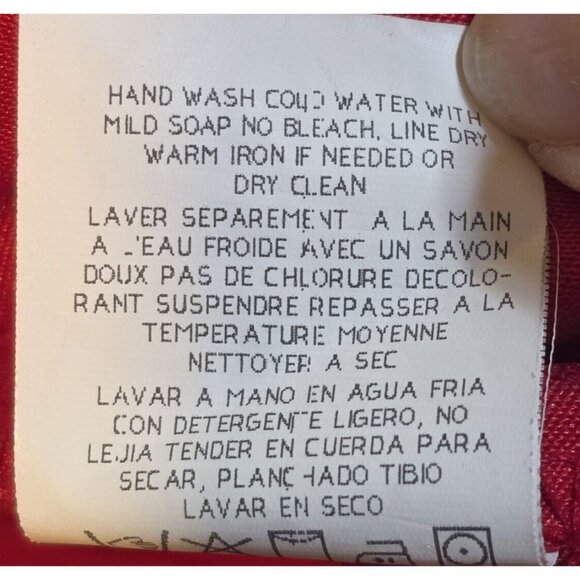 HAND WASH COLD WATER WITH
MILD SOAP NO BLEACH, LINE DRY
WARM IRON IF NEEDED OR
DRY CLEAN
LAVER SEPAREMENT A LA MAIN
A L'EAU FROIDE AVEC UN SAVON
DOUX PAS DE CHLORURE DECOLO-
RANT SUSPENDRE REPASSER A LA
TEMPERATURE MOYENNE
NETTOYER A SEC
LAVAR A MANO EN AGUA FRIA
CON DETERGENTE LIGERO, NO
LEJIA TENDER EN CUERDA PARA
SECAR, PLANCHADO TIBIO
LAVAR EN SECO